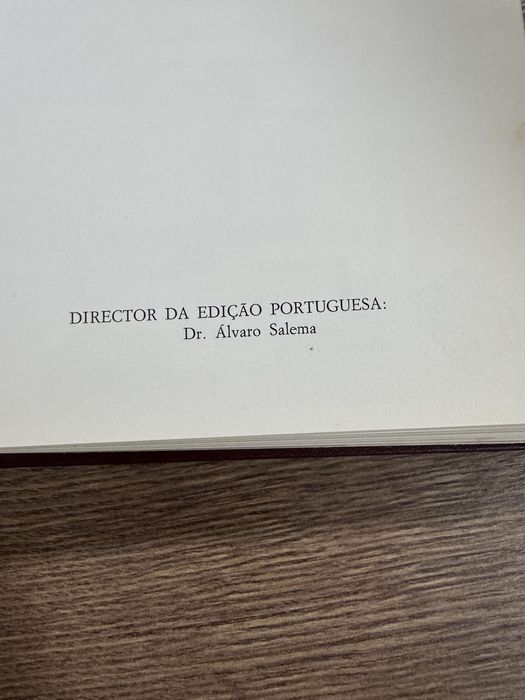 DIRECTOR DA EDIÇÃO PORTUGUESA:
Dr. Álvaro Salema